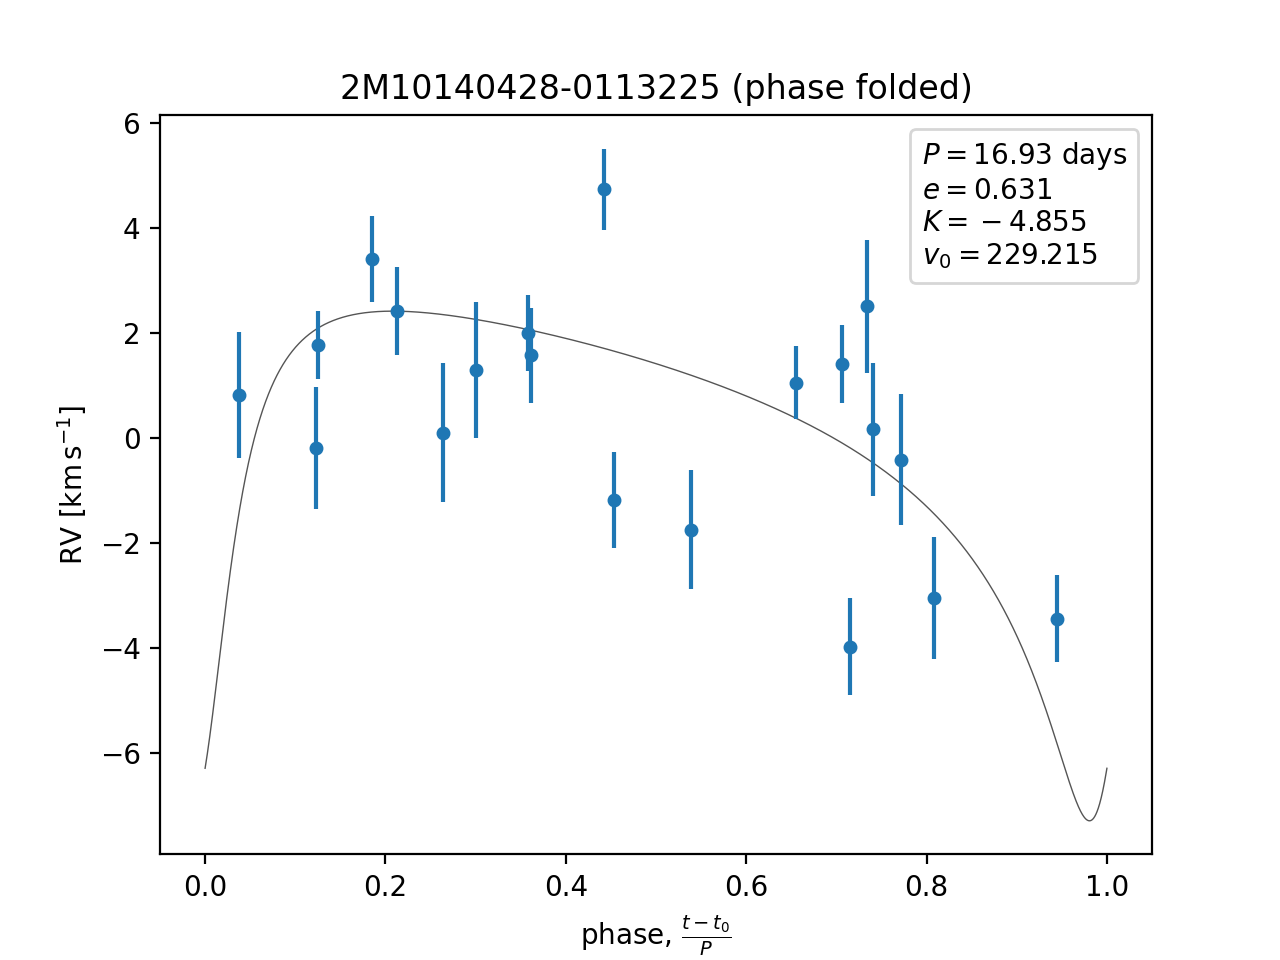 2M10140428-0113225 (phase folded)
P = 16.93 days
e = 0.631
K = − 4.855
v₀ = 229.215
6
4
2
0
−2
−4
−6
RV [km s⁻¹]
0.0 0.2 0.4 0.6 0.8 1.0
phase, (t − t₀)/P